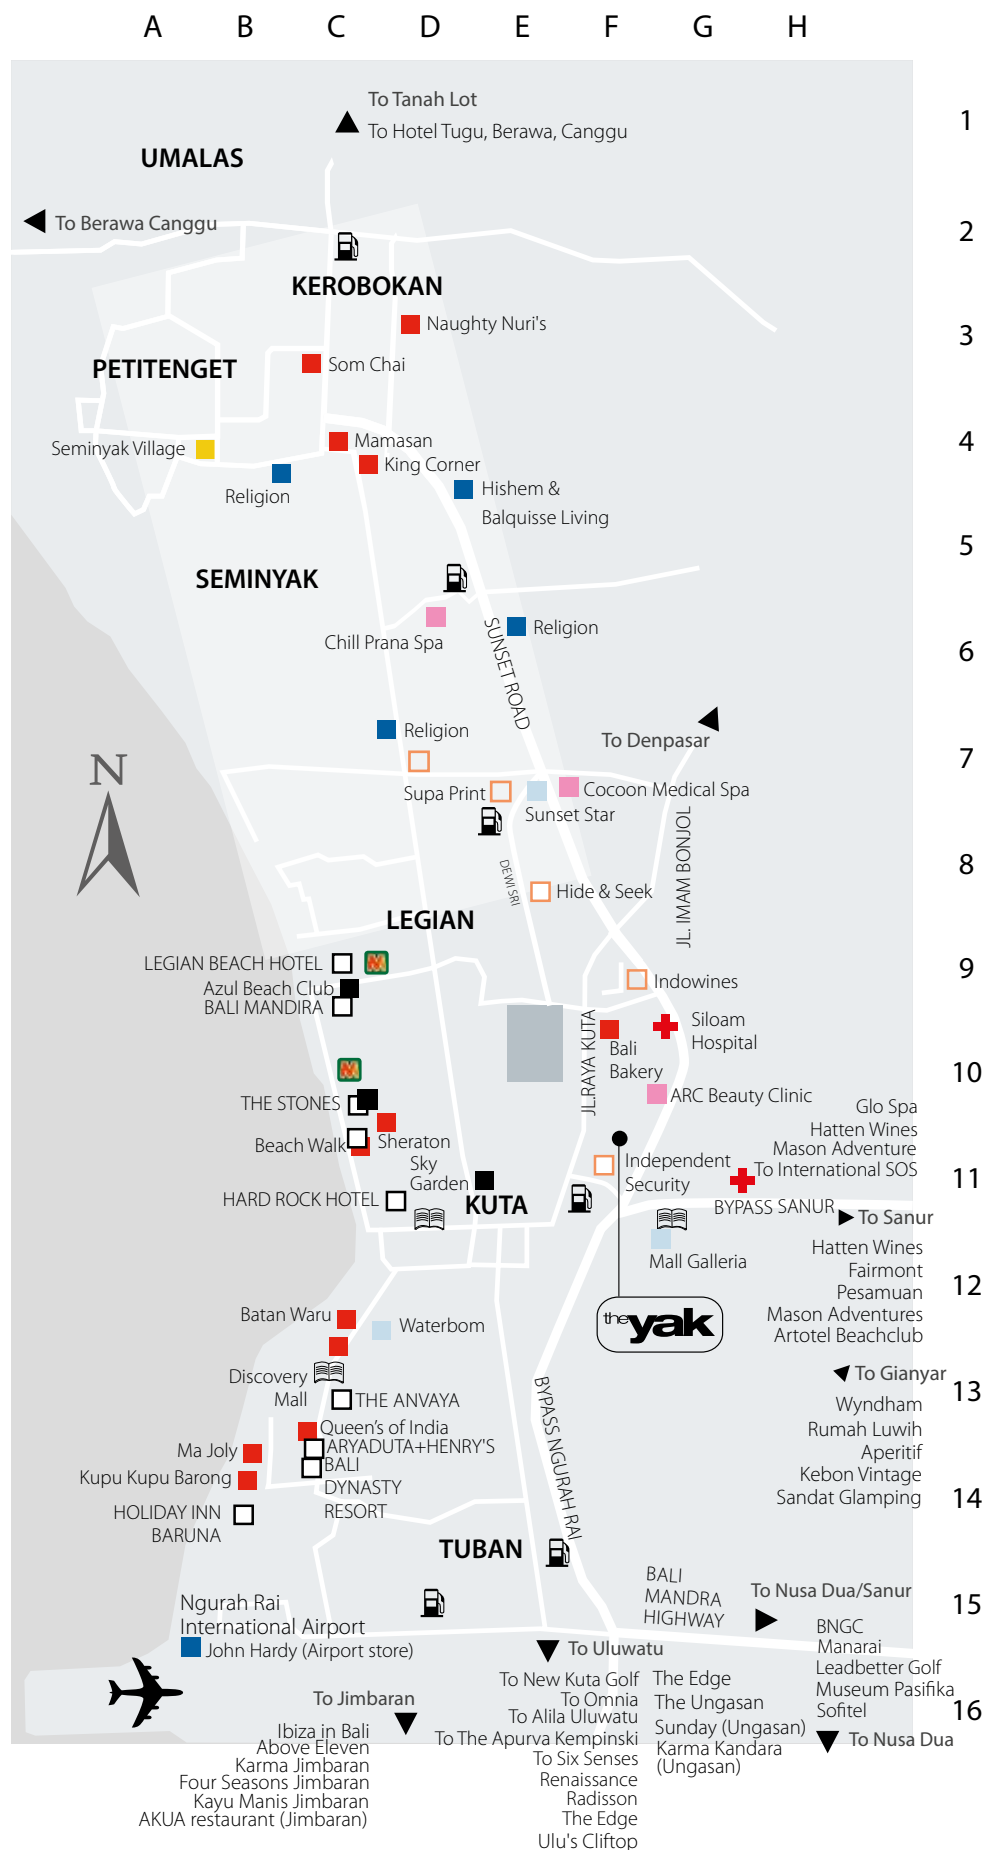 A B C D E F G H
To Tanah Lot
1
To Hotel Tugu, Berawa, Canggu
UMALAS
To Berawa Canggu
2
KEROBOKAN
Naughty Nuri's
3
Som Chai
PETITENGET
Mamasan
4
Seminyak Village
King Corner
Religion
Hishem &
Balquisse Living
5
SEMINYAK
Chill Prana Spa
Religion
SUNSET ROAD
6
Religion
To Denpasar
7
Supa Print
Cocoon Medical Spa
Sunset Star
N
JL. IMAM BONJOL
8
DEWI SRI
Hide & Seek
LEGIAN
LEGIAN BEACH HOTEL
9
Azul Beach Club
Indowines
BALI MANDIRA
JL.RAYA KUTA
Siloam
Hospital
Bali
Bakery
10
ARC Beauty Clinic
THE STONES
Glo Spa
Hatten Wines
Beach Walk
Sheraton
Mason Adventure
Sky
Garden
Independent
Security
To International SOS
11
HARD ROCK HOTEL
KUTA
BYPASS SANUR
To Sanur
Mall Galleria
Hatten Wines
Fairmont
12
Pesamuan
Mason Adventures
Artotel Beachclub
Batan Waru
Waterbom
the yak
Discovery
Mall
To Gianyar
13
THE ANVAYA
Wyndham
BYPASS NGURAH RAI
Queen's of India
Rumah Luwih
ARYADUTA+HENRY'S
Ma Joly
Aperitif
BALI
DYNASTY
RESORT
Kupu Kupu Barong
Kebon Vintage
Sandat Glamping
14
HOLIDAY INN
BARUNA
TUBAN
BALI
MANDRA
HIGHWAY
To Nusa Dua/Sanur
15
Ngurah Rai
International Airport
John Hardy (Airport store)
To Uluwatu
BNGC
Manarai
Leadbetter Golf
Museum Pasifika
Sofitel
16
To Nusa Dua
To New Kuta Golf
To Omnia
To Alila Uluwatu
To The Apurva Kempinski
To Six Senses
Renaissance
Radisson
The Edge
Ulu's Cliftop
The Edge
The Ungasan
Sunday (Ungasan)
Karma Kandara
(Ungasan)
To Jimbaran
Ibiza in Bali
Above Eleven
Karma Jimbaran
Four Seasons Jimbaran
Kayu Manis Jimbaran
AKUA restaurant (Jimbaran)